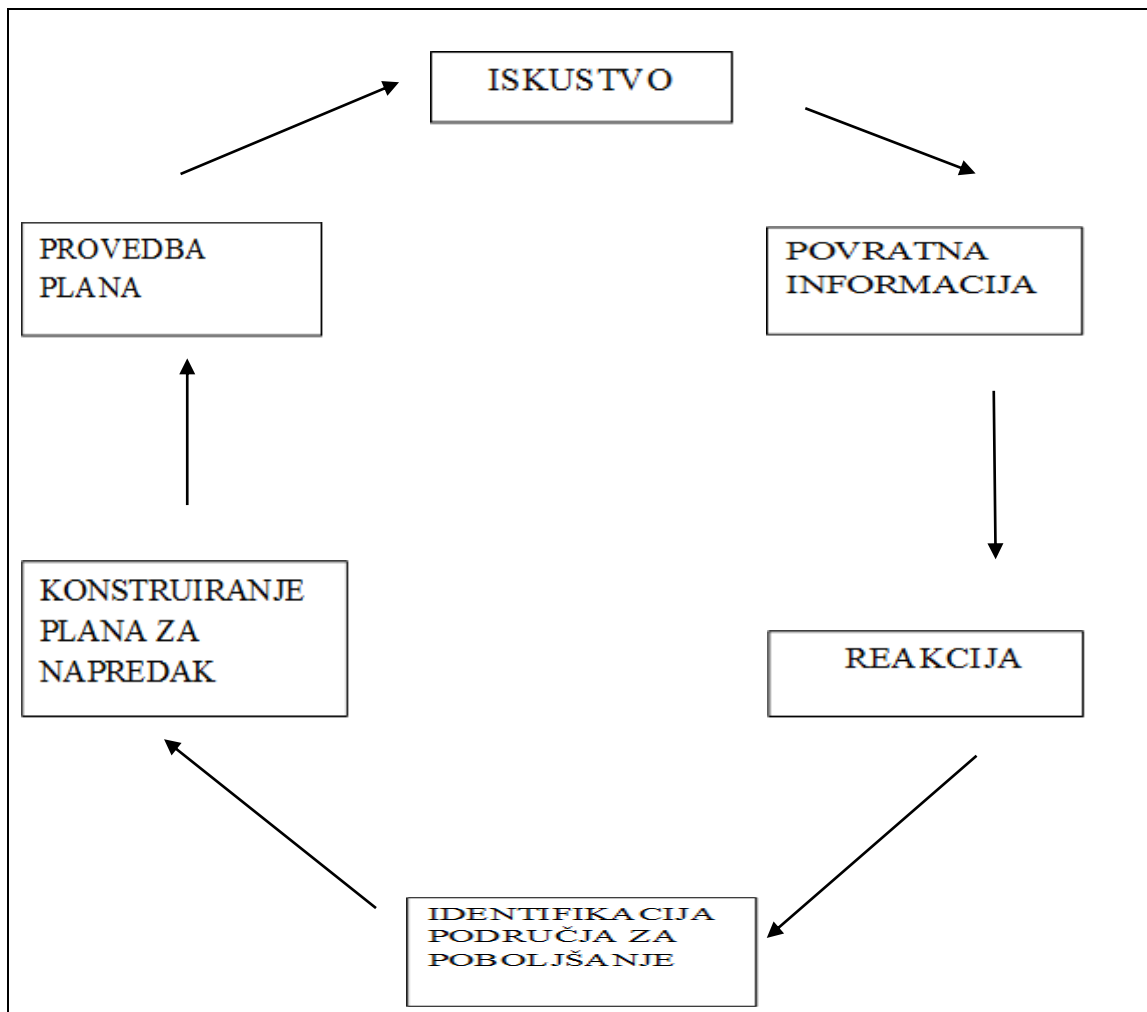 ISKUSTVO
POVRATNA
INFORMACIJA
REAKCIJA
IDENTIFIKACIJA
PODRUČJA ZA
POBOLJŠANJE
KONSTRUIRANJE
PLANA ZA
NAPREDAK
PROVEDBA
PLANA